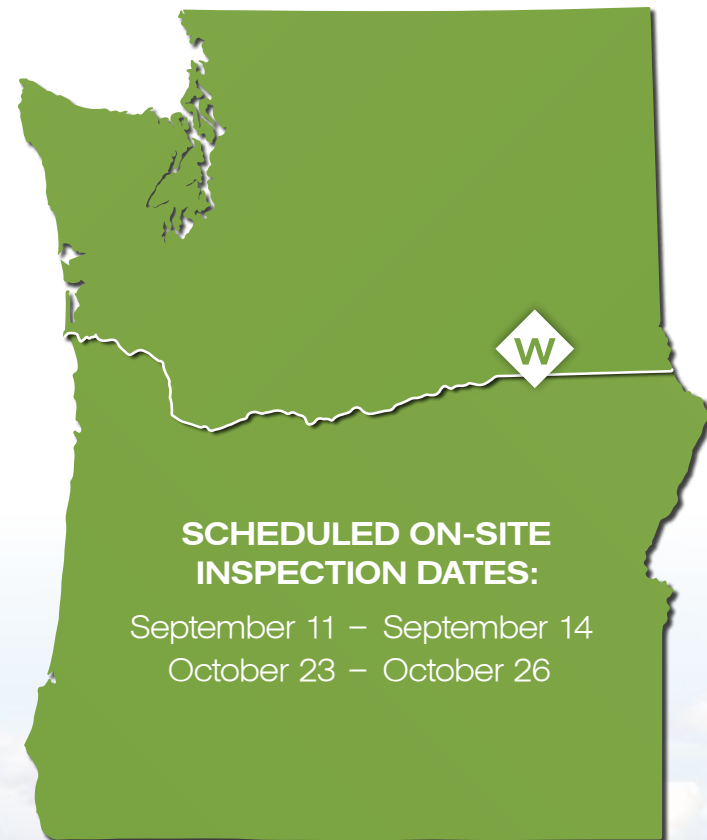 W
SCHEDULED ON-SITE
INSPECTION DATES:
September 11 – September 14
October 23 – October 26